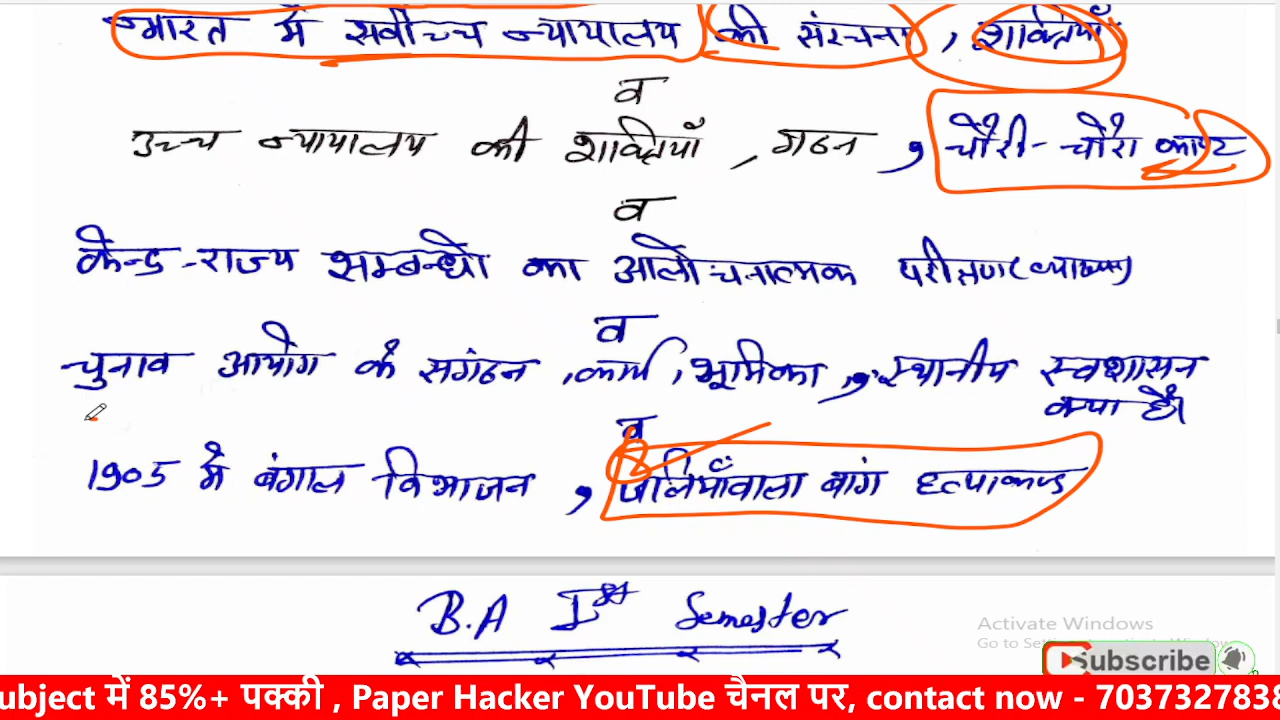 भारत में सर्वोच्च न्यायालय की संरचना, शक्तियाँ
व
उच्च न्यायालय की शक्तियाँ, गठन, चौरी-चौरा काण्ड
व
केन्द्र-राज्य सम्बन्धो का आलोचनात्मक
व
चुनाव आयोग के संगठन, कार्य, भूमिका, स्थानीय स्वशासन
क्या है।
व
1905 मे बंगाल विभाजन, जलियाँवाला बाग हत्याकाण्ड
B.A Ist Semester
Activate Windows
Subscribe
ubject में 85%+ पक्की , Paper Hacker YouTube चैनल पर, contact now - 703732783